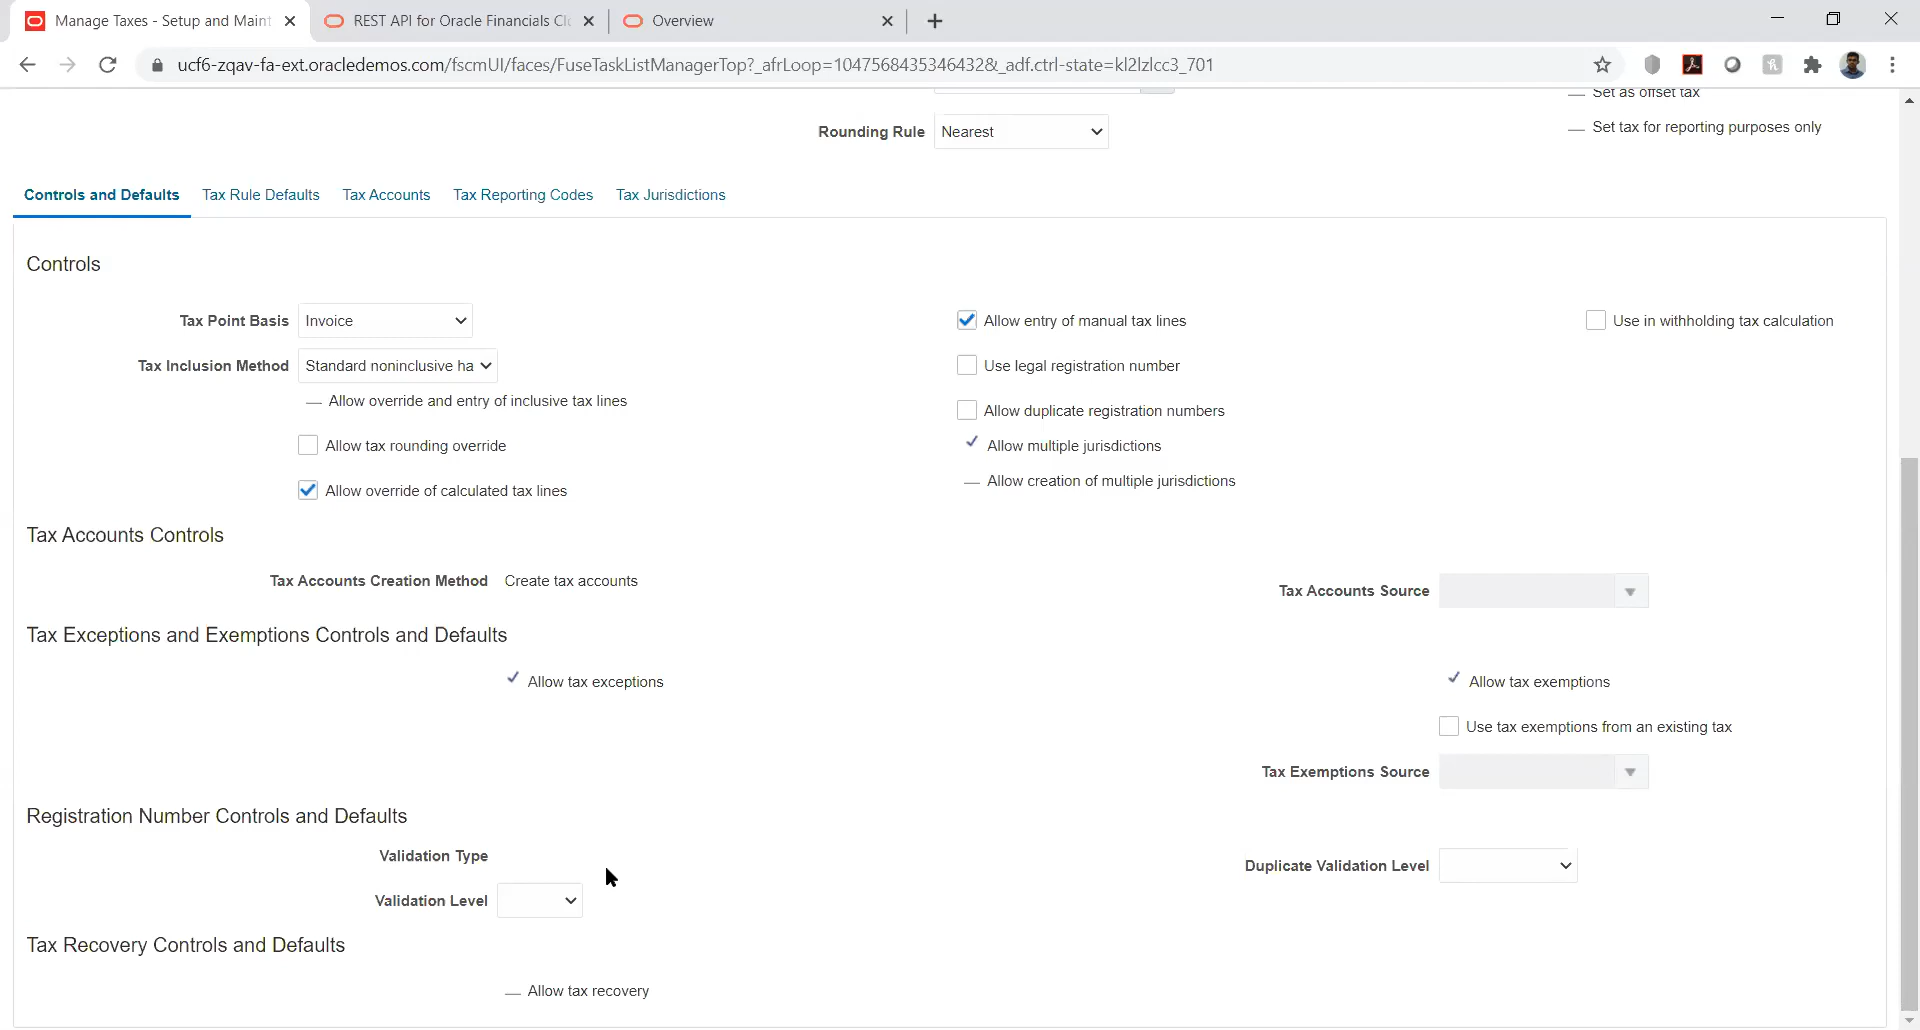 Manage Taxes - Setup and Maint
REST API for Oracle Financials Cl
Overview
ucf6-zqav-fa-ext.oracledemos.com/fscmUI/faces/FuseTaskListManagerTop?_afrLoop=10475684353464328&_adf.ctrl-state=kl2lzlcc3_701
Set as offset tax
Rounding Rule Nearest
Set tax for reporting purposes only
Controls and Defaults Tax Rule Defaults Tax Accounts Tax Reporting Codes Tax Jurisdictions
Controls
Tax Point Basis Invoice
Allow entry of manual tax lines
Use in withholding tax calculation
Tax Inclusion Method Standard noninclusive ha
Use legal registration number
Allow override and entry of inclusive tax lines
Allow duplicate registration numbers
Allow tax rounding override
Allow multiple jurisdictions
Allow creation of multiple jurisdictions
Allow override of calculated tax lines
Tax Accounts Controls
Tax Accounts Creation Method Create tax accounts
Tax Accounts Source
Tax Exceptions and Exemptions Controls and Defaults
Allow tax exceptions
Allow tax exemptions
Use tax exemptions from an existing tax
Tax Exemptions Source
Registration Number Controls and Defaults
Validation Type
Duplicate Validation Level
Validation Level
Tax Recovery Controls and Defaults
Allow tax recovery